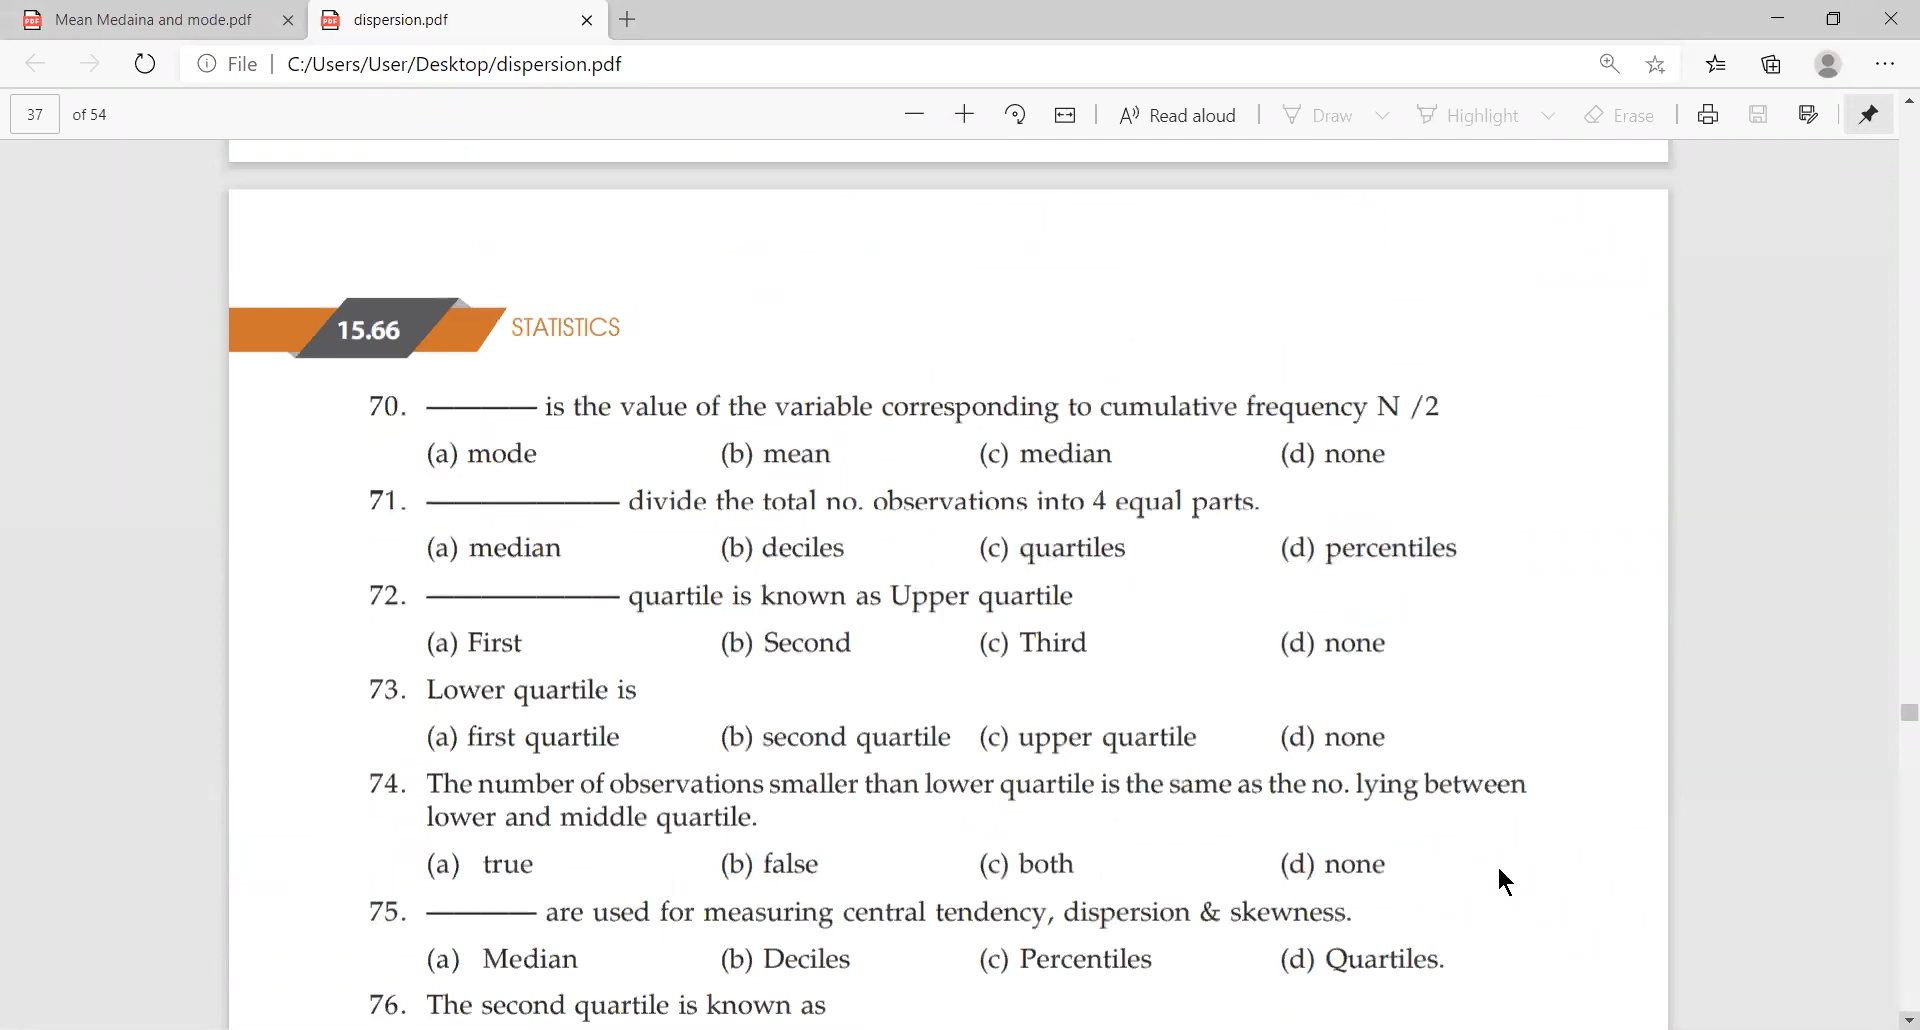 Mean Medaina and mode.pdf
dispersion.pdf
File | C:/Users/User/Desktop/dispersion.pdf
37 of 54
Read aloud
Draw
Highlight
Erase
15.66 STATISTICS
70. ———— is the value of the variable corresponding to cumulative frequency N /2
(a) mode (b) mean (c) median (d) none
71. ——————— divide the total no. observations into 4 equal parts.
(a) median (b) deciles (c) quartiles (d) percentiles
72. ——————— quartile is known as Upper quartile
(a) First (b) Second (c) Third (d) none
73. Lower quartile is
(a) first quartile (b) second quartile (c) upper quartile (d) none
74. The number of observations smaller than lower quartile is the same as the no. lying between
lower and middle quartile.
(a) true (b) false (c) both (d) none
75. ———— are used for measuring central tendency, dispersion & skewness.
(a) Median (b) Deciles (c) Percentiles (d) Quartiles.
76. The second quartile is known as